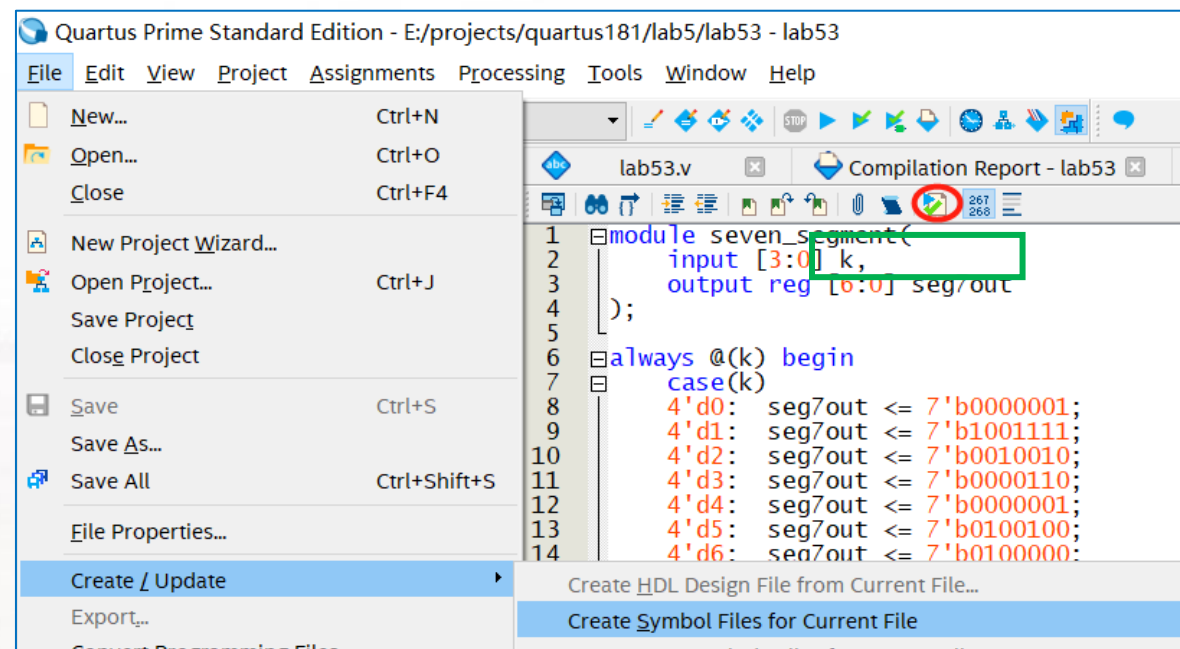 Quartus Prime Standard Edition - E:/projects/quartus181/lab5/lab53 - lab53
File Edit View Project Assignments Processing Tools Window Help
New... Ctrl+N
Open... Ctrl+O
Close Ctrl+F4
New Project Wizard...
Open Project... Ctrl+J
Save Project
Close Project
Save Ctrl+S
Save As...
Save All Ctrl+Shift+S
File Properties...
Create / Update
Export...
Create HDL Design File from Current File...
Create Symbol Files for Current File
STOP
abc lab53.v Compilation Report - lab53
267
268
1 module seven_segment(
2 input [3:0] k,
3 output reg [6:0] seg7out
4 );
5
6 always @(k) begin
7 case(k)
8 4'd0: seg7out <= 7'b0000001;
9 4'd1: seg7out <= 7'b1001111;
10 4'd2: seg7out <= 7'b0010010;
11 4'd3: seg7out <= 7'b0000110;
12 4'd4: seg7out <= 7'b0000001;
13 4'd5: seg7out <= 7'b0100100;
14 4'd6: seg7out <= 7'b0100000;